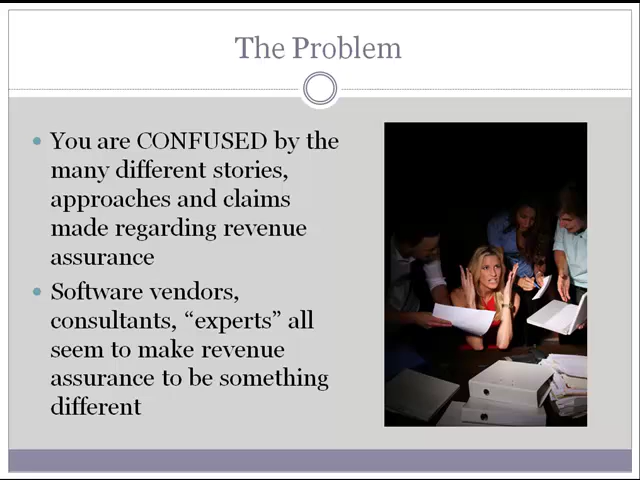 The Problem
You are CONFUSED by the
many different stories,
approaches and claims
made regarding revenue
assurance
Software vendors,
consultants, “experts” all
seem to make revenue
assurance to be something
different